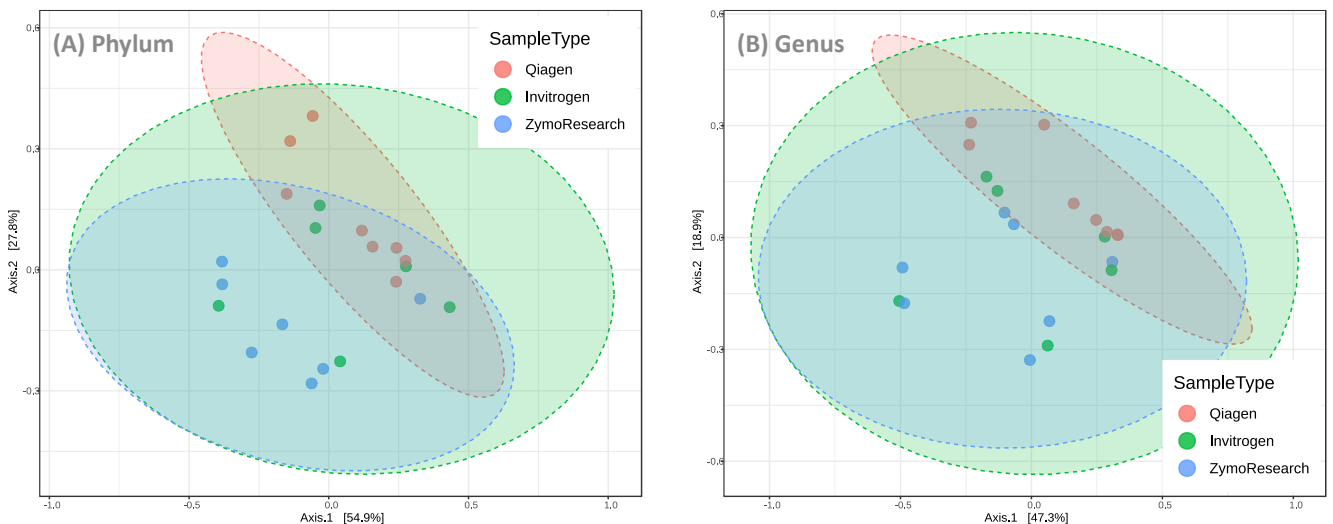 (A) Phylum
SampleType
Qiagen
Invitrogen
ZymoResearch
0.6
0.3
0.0
-0.3
Axis.2 [27.8%]
-1.0
-0.5
0.0
0.5
1.0
Axis.1 [54.9%]
(B) Genus
0.3
0.0
-0.3
-0.6
Axis.2 [18.9%]
SampleType
Qiagen
Invitrogen
ZymoResearch
-1.0
-0.5
0.0
0.5
1.0
Axis.1 [47.3%]